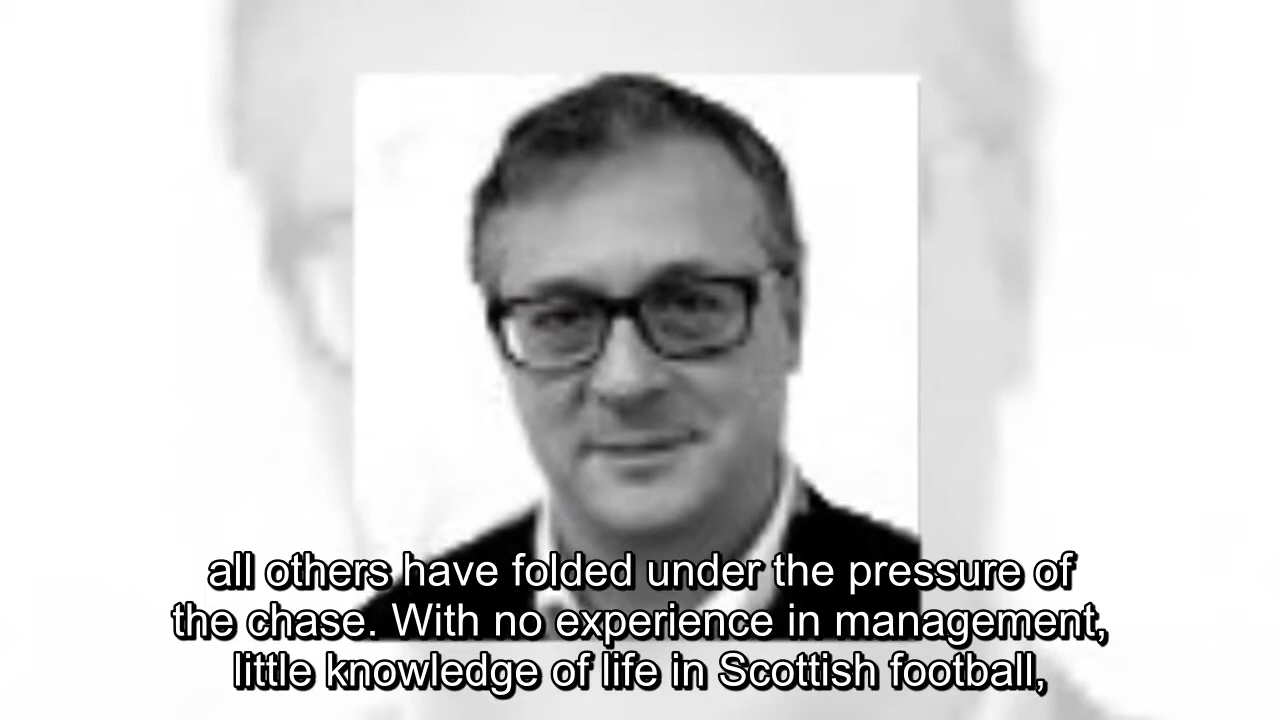 all others have folded under the pressure of
the chase. With no experience in management,
little knowledge of life in Scottish football,